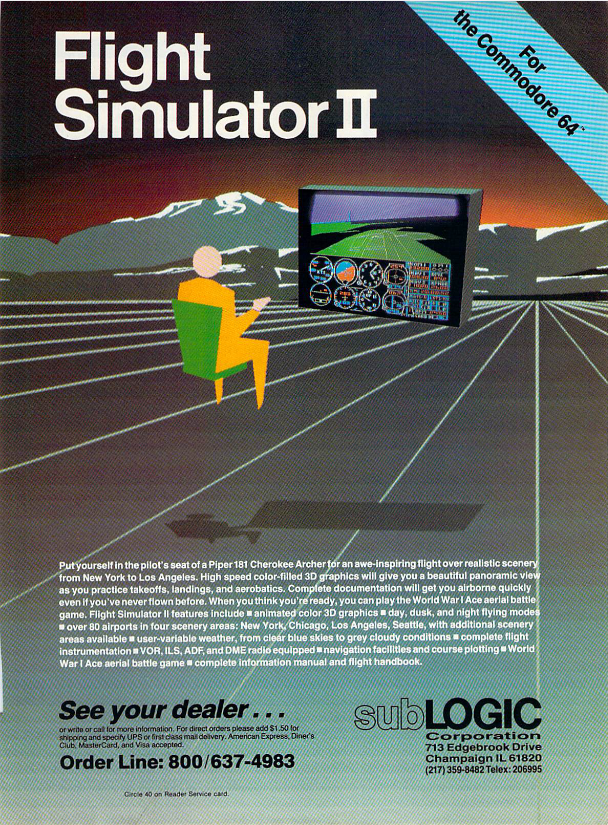 Flight
Simulator II
For
the Commodore 64™
Put yourself in the pilot's seat of a Piper 181 Cherokee Archer for an awe-inspiring flight over realistic scenery
from New York to Los Angeles. High speed color-filled 3D graphics will give you a beautiful panoramic view
as you practice takeoffs, landings, and aerobatics. Complete documentation will get you airborne quickly
even if you've never flown before. When you think you're ready, you can play the World War I Ace aerial battle
game. Flight Simulator II features include ■ animated color 3D graphics ■ day, dusk, and night flying modes
■ over 80 airports in four scenery areas: New York, Chicago, Los Angeles, Seattle, with additional scenery
areas available ■ user-variable weather, from clear blue skies to grey cloudy conditions ■ complete flight
instrumentation ■ VOR, ILS, ADF, and DME radio equipped ■ navigation facilities and course plotting ■ World
War I Ace aerial battle game ■ complete information manual and flight handbook.
See your dealer . . .
or write or call for more information. For direct orders please add $1.50 for
shipping and specify UPS or first class mail delivery. American Express, Diner's
Club, MasterCard, and Visa accepted.
Order Line: 800/637-4983
subLOGIC
Corporation
713 Edgebrook Drive
Champaign IL 61820
(217) 359-8482 Telex: 206995
Circle 40 on Reader Service card.